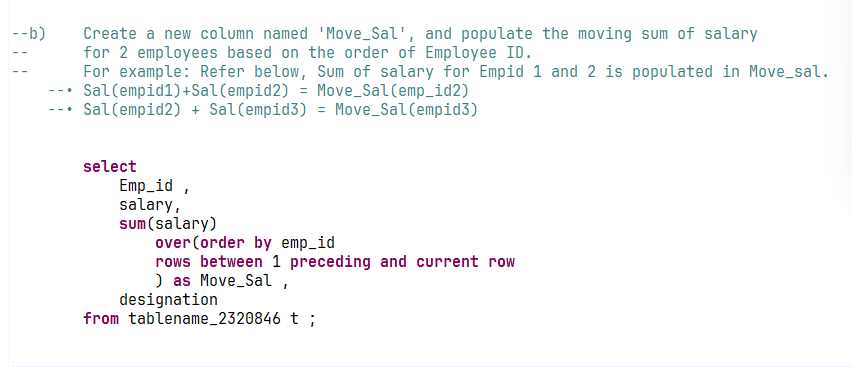 --b)    Create a new column named 'Move_Sal', and populate the moving sum of salary
--      for 2 employees based on the order of Employee ID.
--      For example: Refer below, Sum of salary for Empid 1 and 2 is populated in Move_sal.
    --• Sal(empid1)+Sal(empid2) = Move_Sal(emp_id2)
    --• Sal(empid2) + Sal(empid3) = Move_Sal(empid3)
        select
            Emp_id ,
            salary,
            sum(salary)
                over(order by emp_id
                rows between 1 preceding and current row
                ) as Move_Sal ,
            designation
        from tablename_2320846 t ;